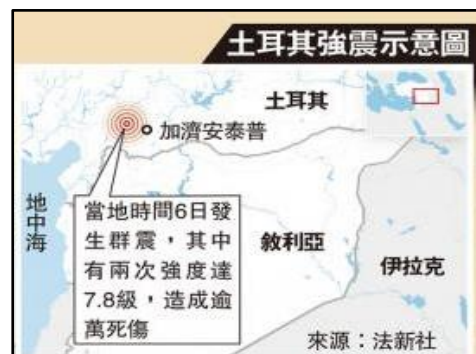 土耳其強震示意圖
土耳其
加濟安泰普
地中海
當地時間6日發
生群震，其中
有兩次強度達
7.8級，造成逾
萬死傷
敘利亞
伊拉克
來源：法新社